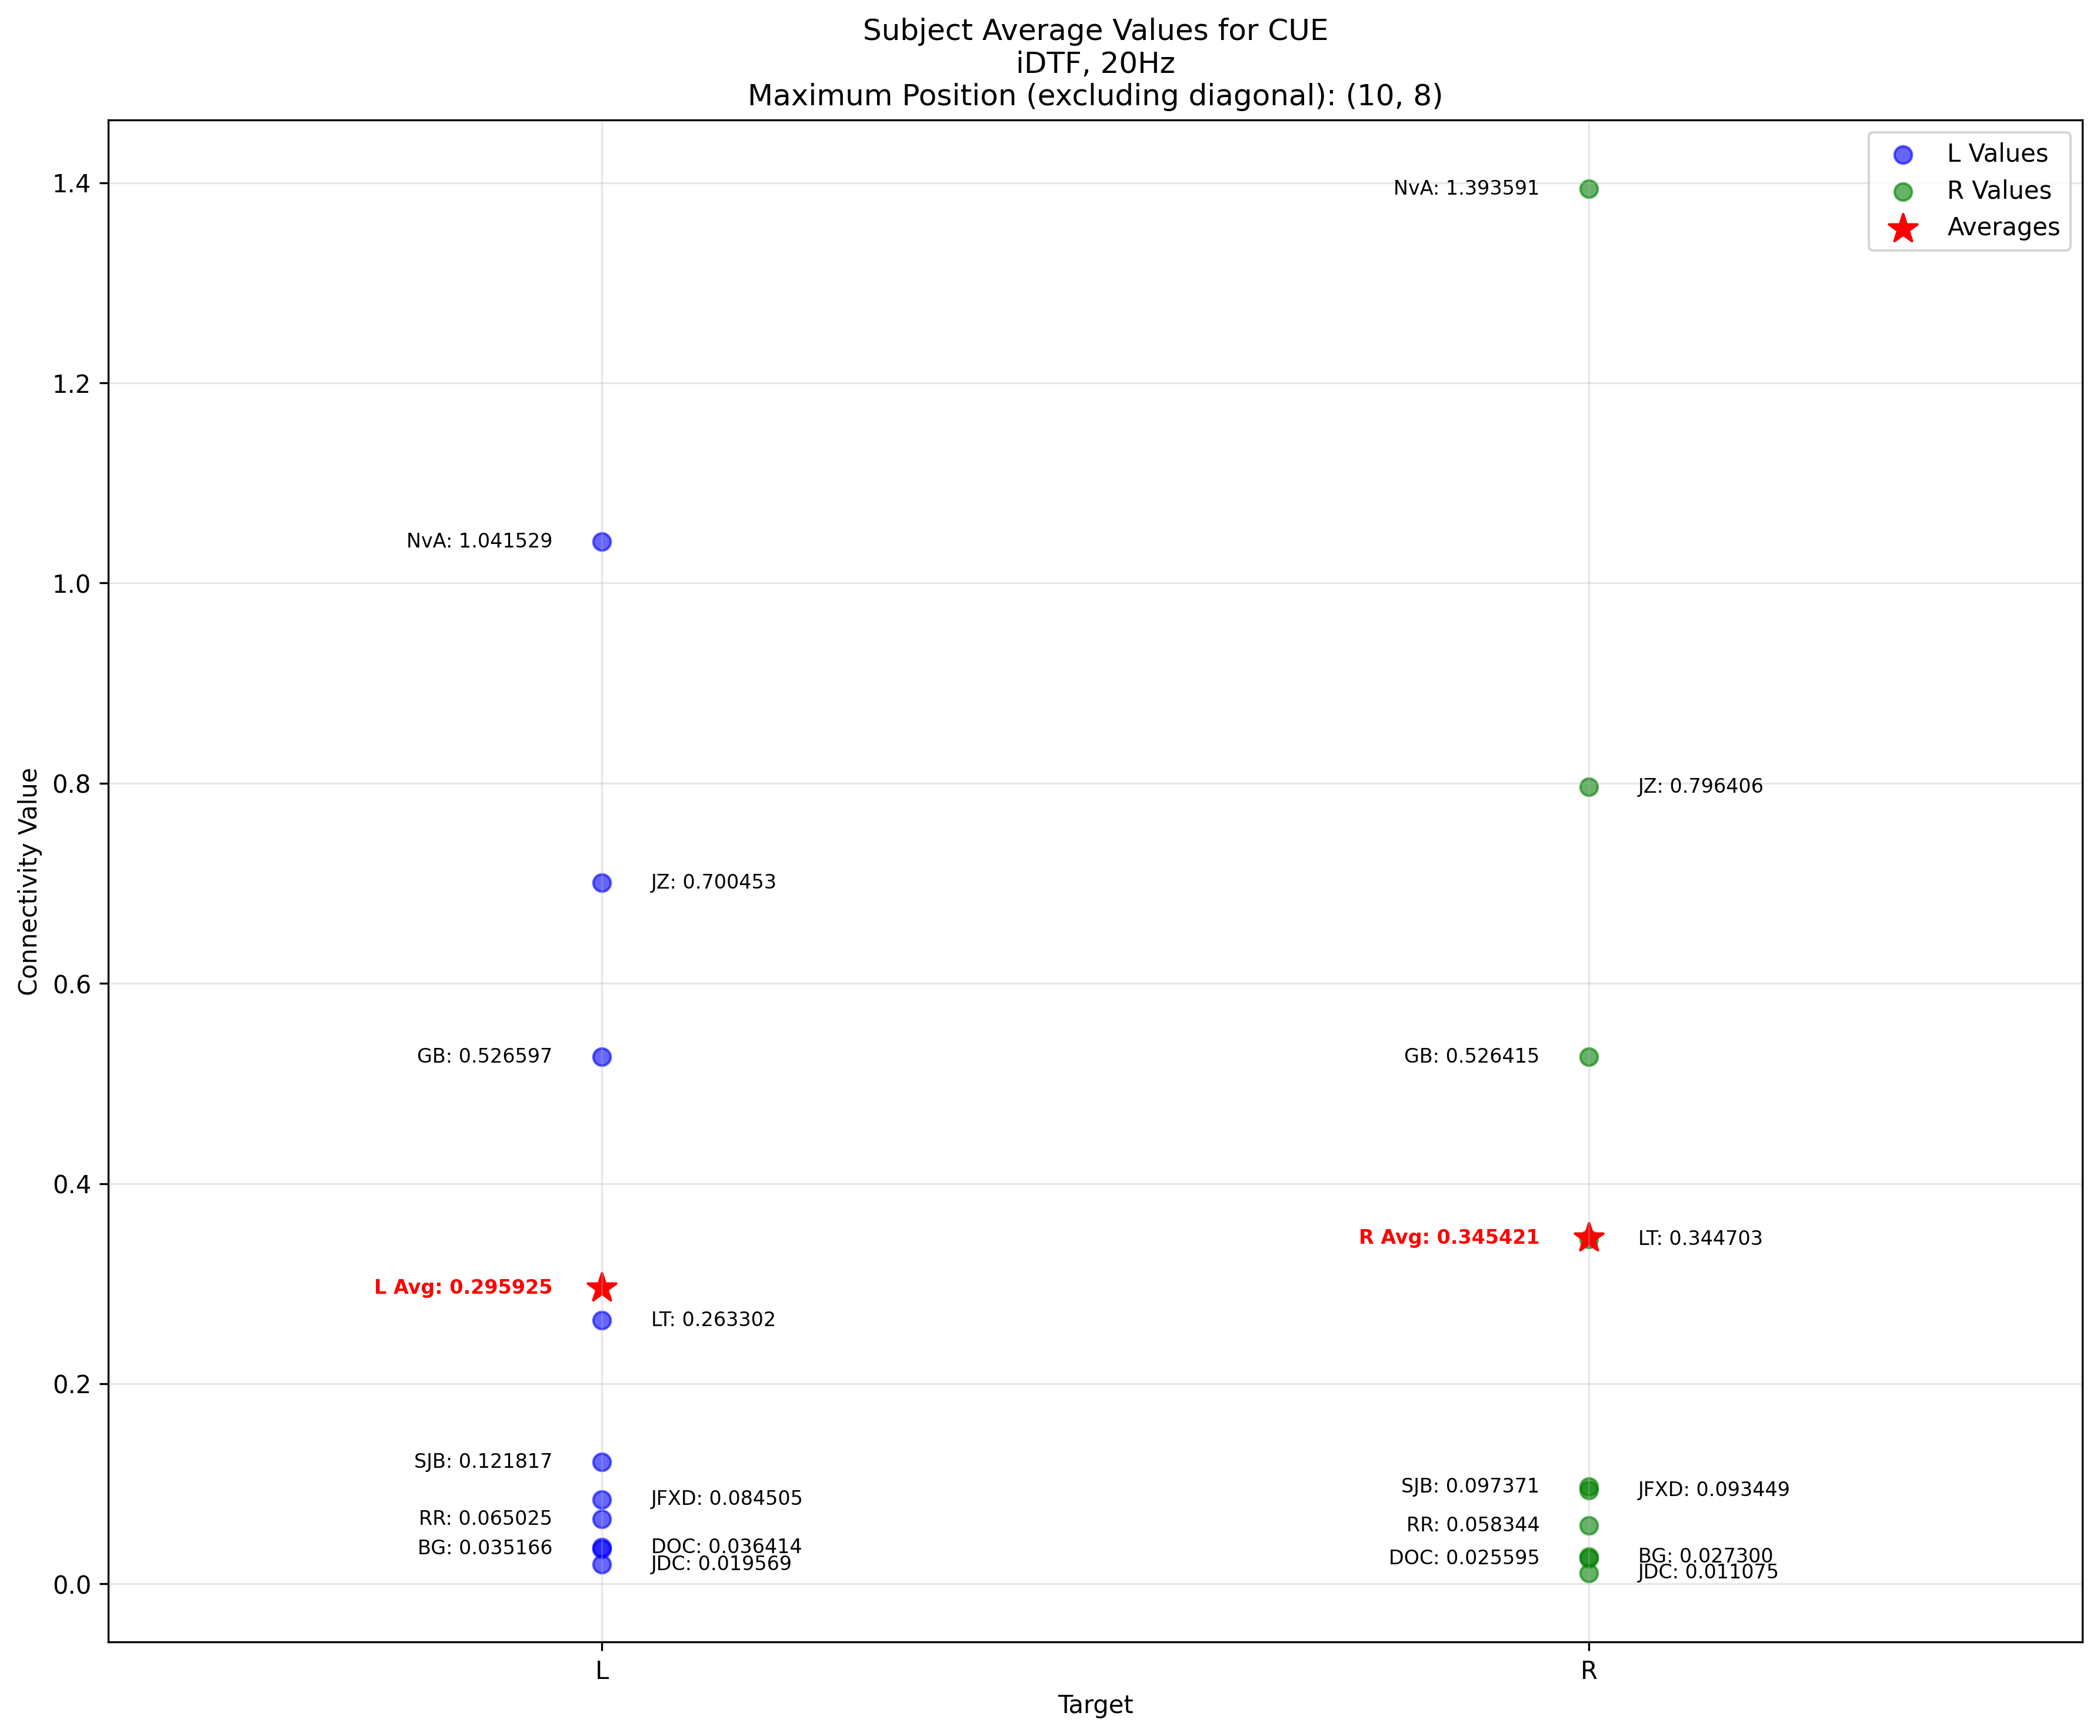 Subject Average Values for CUE
iDTF, 20Hz
Maximum Position (excluding diagonal): (10, 8)
L Values
R Values
Averages
Connectivity Value
1.4
1.2
1.0
0.8
0.6
0.4
0.2
0.0
NvA: 1.041529
JZ: 0.700453
GB: 0.526597
L Avg: 0.295925
LT: 0.263302
SJB: 0.121817
JFXD: 0.084505
RR: 0.065025
DOC: 0.036414
BG: 0.035166
JDC: 0.019569
NvA: 1.393591
JZ: 0.796406
GB: 0.526415
R Avg: 0.345421
LT: 0.344703
SJB: 0.097371
JFXD: 0.093449
RR: 0.058344
BG: 0.027300
DOC: 0.025595
JDC: 0.011075
L
R
Target